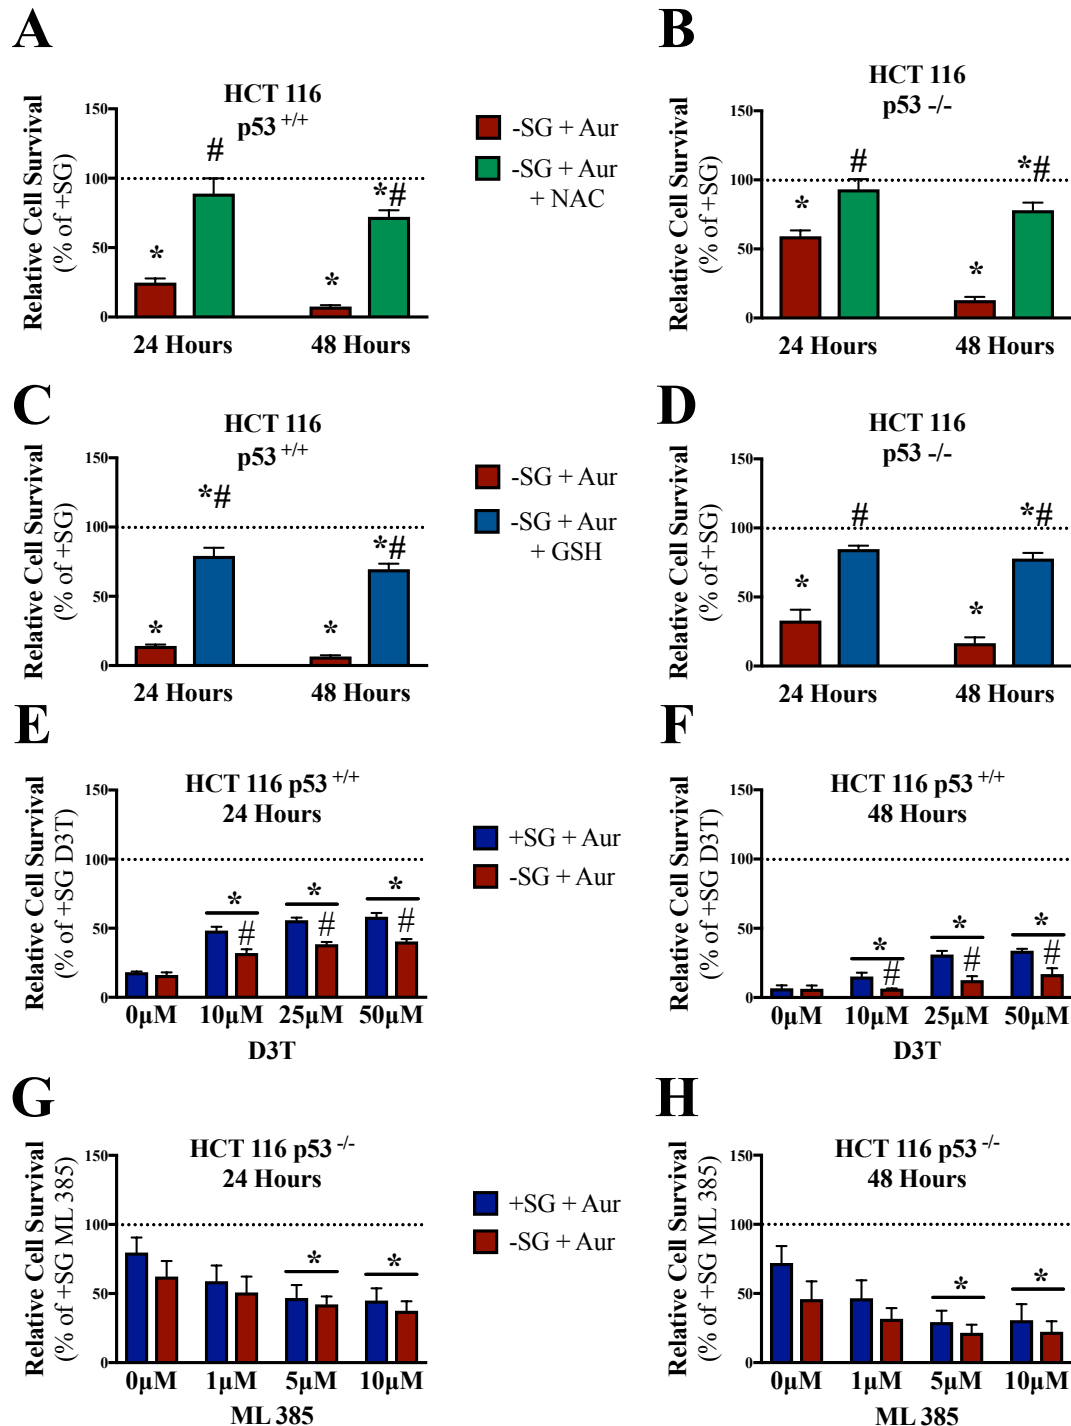 A
HCT 116
p53 +/+
Relative Cell Survival
(% of +SG)
150
100
50
0
#
*
*#
*
24 Hours
48 Hours
-SG + Aur
-SG + Aur
+ NAC
B
HCT 116
p53 -/-
Relative Cell Survival
(% of +SG)
150
100
50
0
*
#
*
*#
24 Hours
48 Hours
C
HCT 116
p53 +/+
Relative Cell Survival
(% of +SG)
150
100
50
0
*
*#
*
*#
24 Hours
48 Hours
-SG + Aur
-SG + Aur
+ GSH
D
HCT 116
p53 -/-
Relative Cell Survival
(% of +SG)
150
100
50
0
*
#
*
*#
24 Hours
48 Hours
E
HCT 116 p53 +/+
24 Hours
Relative Cell Survival
(% of +SG D3T)
150
100
50
0
* * *
# # #
0µM 10µM 25µM 50µM
D3T
+SG + Aur
-SG + Aur
F
HCT 116 p53 +/+
48 Hours
Relative Cell Survival
(% of +SG D3T)
150
100
50
0
* * *
# # #
0µM 10µM 25µM 50µM
D3T
G
HCT 116 p53 -/-
24 Hours
Relative Cell Survival
(% of +SG ML 385)
150
100
50
0
* *
0µM 1µM 5µM 10µM
ML 385
+SG + Aur
-SG + Aur
H
HCT 116 p53 -/-
48 Hours
Relative Cell Survival
(% of +SG ML 385)
150
100
50
0
* *
0µM 1µM 5µM 10µM
ML 385